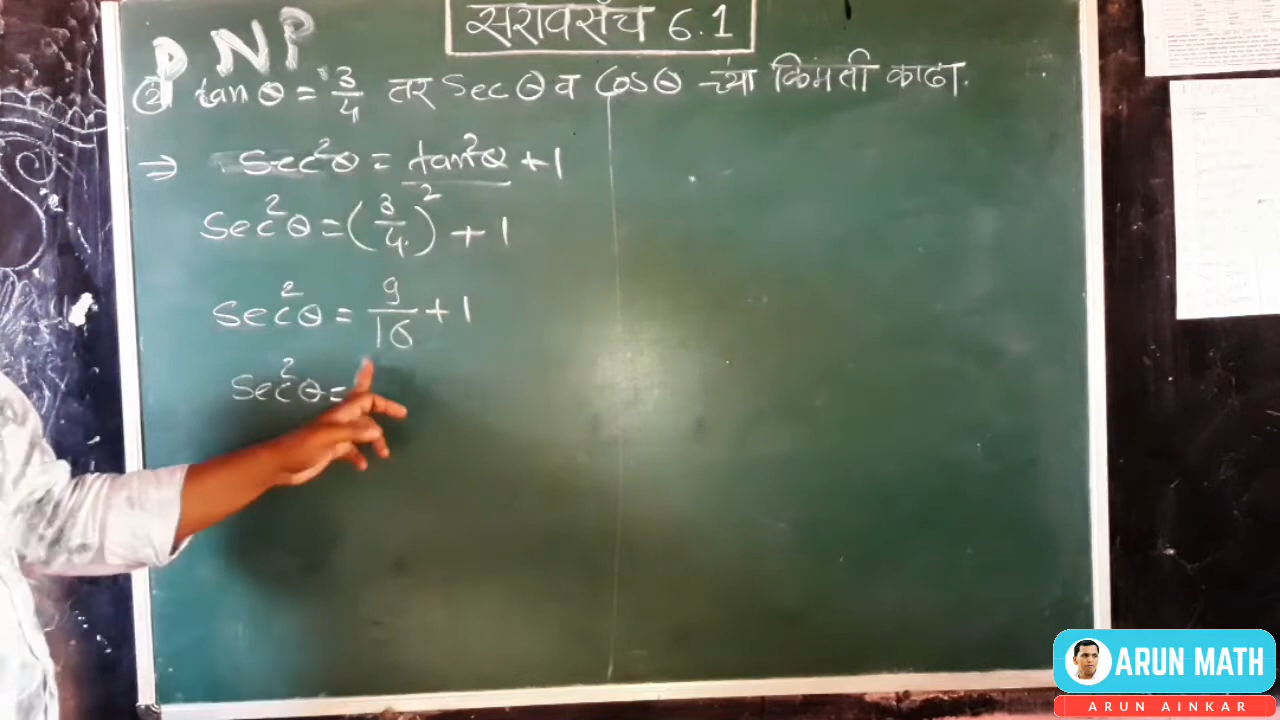 सरावसंच 6.1
PNP
② tan θ = 3/4 तर sec θ व cos θ च्या किमती काढा.
→ sec²θ = tan²θ + 1
sec²θ = (3/4)² + 1
sec²θ = 9/16 + 1
sec²θ =
ARUN MATH
ARUN AINKAR